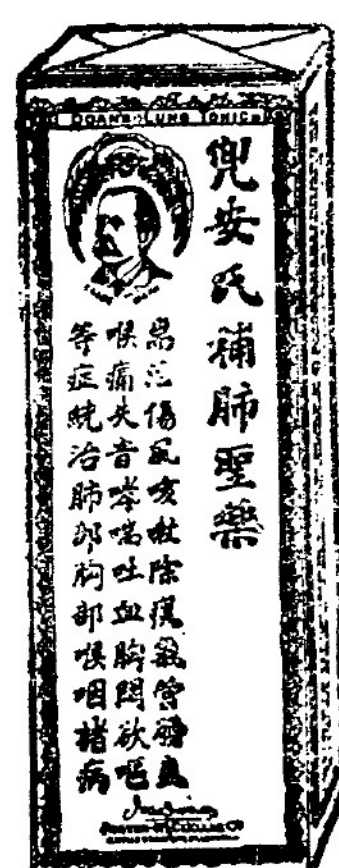 DOAN'S LUNG TONIC
兜安氏補肺聖藥
傷風咳嗽除痰氣管
喉痛失音哮喘吐血胸悶欲嘔
等症統治肺部胸部喉咽諸病
FOSTER-McCLELLAN CO